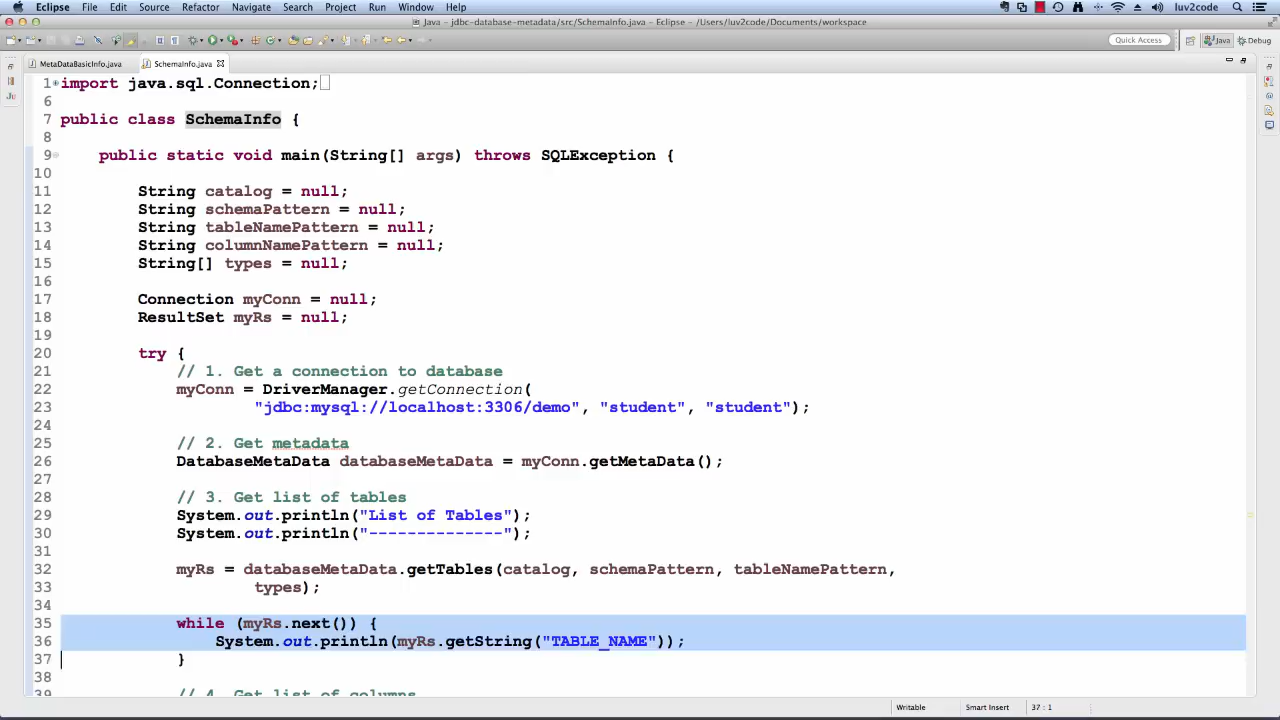 Eclipse File Edit Source Refactor Navigate Search Project Run Window Help luv2code
Java - jdbc-database-metadata/src/SchemaInfo.java - Eclipse - /Users/luv2code/Documents/workspace
Quick Access Java Debug
MetaDataBasicInfo.java SchemaInfo.java
1 import java.sql.Connection;
6
7 public class SchemaInfo {
8
9 public static void main(String[] args) throws SQLException {
10
11 String catalog = null;
12 String schemaPattern = null;
13 String tableNamePattern = null;
14 String columnNamePattern = null;
15 String[] types = null;
16
17 Connection myConn = null;
18 ResultSet myRs = null;
19
20 try {
21 // 1. Get a connection to database
22 myConn = DriverManager.getConnection(
23 "jdbc:mysql://localhost:3306/demo", "student", "student");
24
25 // 2. Get metadata
26 DatabaseMetaData databaseMetaData = myConn.getMetaData();
27
28 // 3. Get list of tables
29 System.out.println("List of Tables");
30 System.out.println("--------------");
31
32 myRs = databaseMetaData.getTables(catalog, schemaPattern, tableNamePattern,
33 types);
34
35 while (myRs.next()) {
36 System.out.println(myRs.getString("TABLE_NAME"));
37 }
38
39 // 4. Get list of columns
Writable Smart Insert 37 : 1